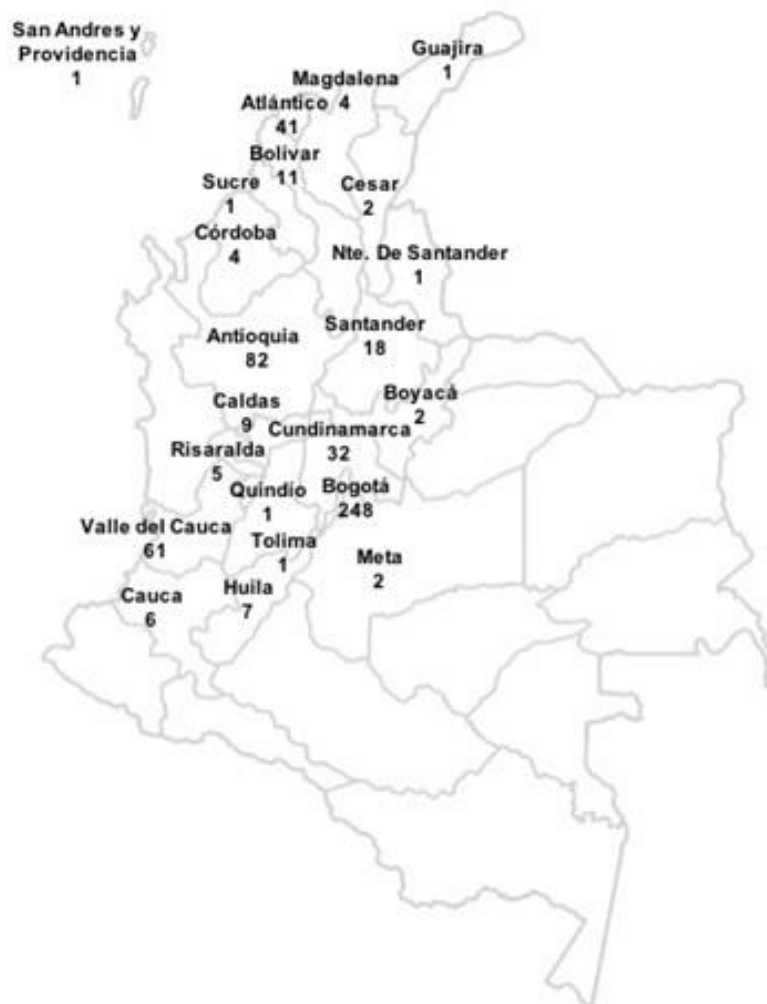 San Andres y
Providencia
1
Guajira
1
Magdalena
4
Atlántico
41
Bolivar
11
Cesar
2
Sucre
1
Córdoba
4
Nte. De Santander
1
Santander
18
Antioquia
82
Boyacá
2
Caldas
9
Cundinamarca
32
Risaralda
5
Quindio
1
Bogotá
248
Valle del Cauca
61
Tolima
1
Meta
2
Huila
7
Cauca
6